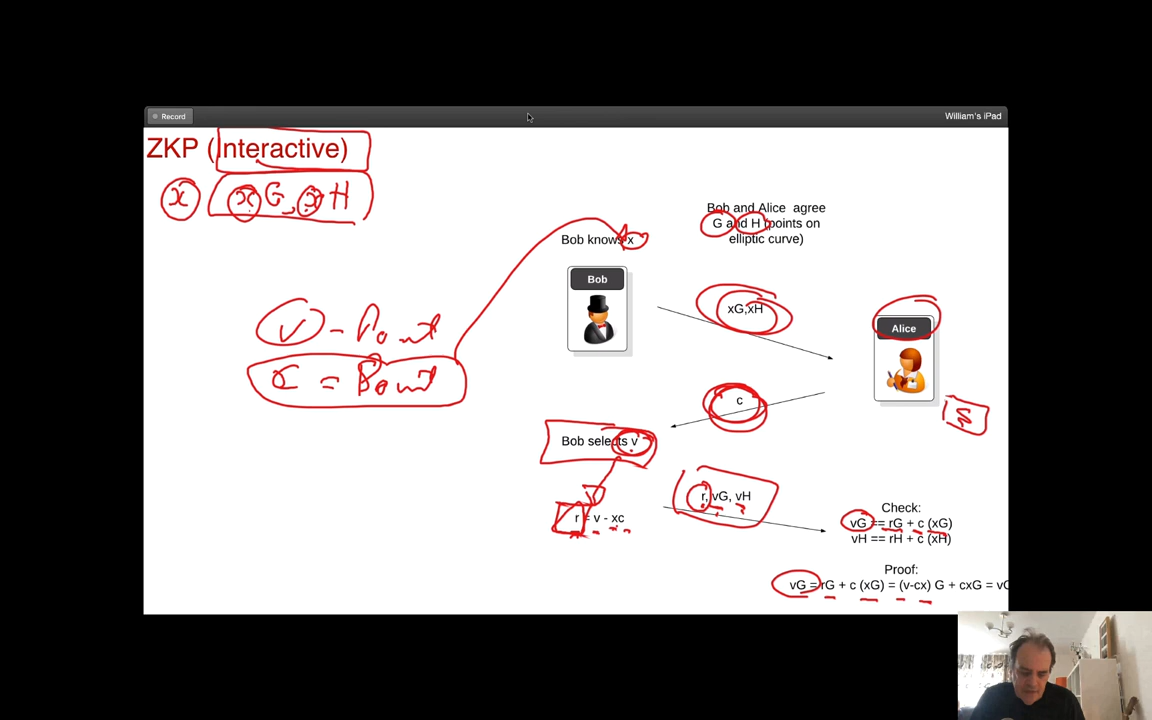 Record
William's iPad
ZKP (Interactive)
x xG, xH
Bob and Alice agree
G and H (points on
elliptic curve)
Bob knows x
Bob
xG,xH
Alice
v - Point
x = Point
c
Bob selects v
r, vG, vH
r = v - xc
Check:
vG == rG + c (xG)
vH == rH + c (xH)
Proof:
vG = rG + c (xG) = (v-cx) G + cxG = vG